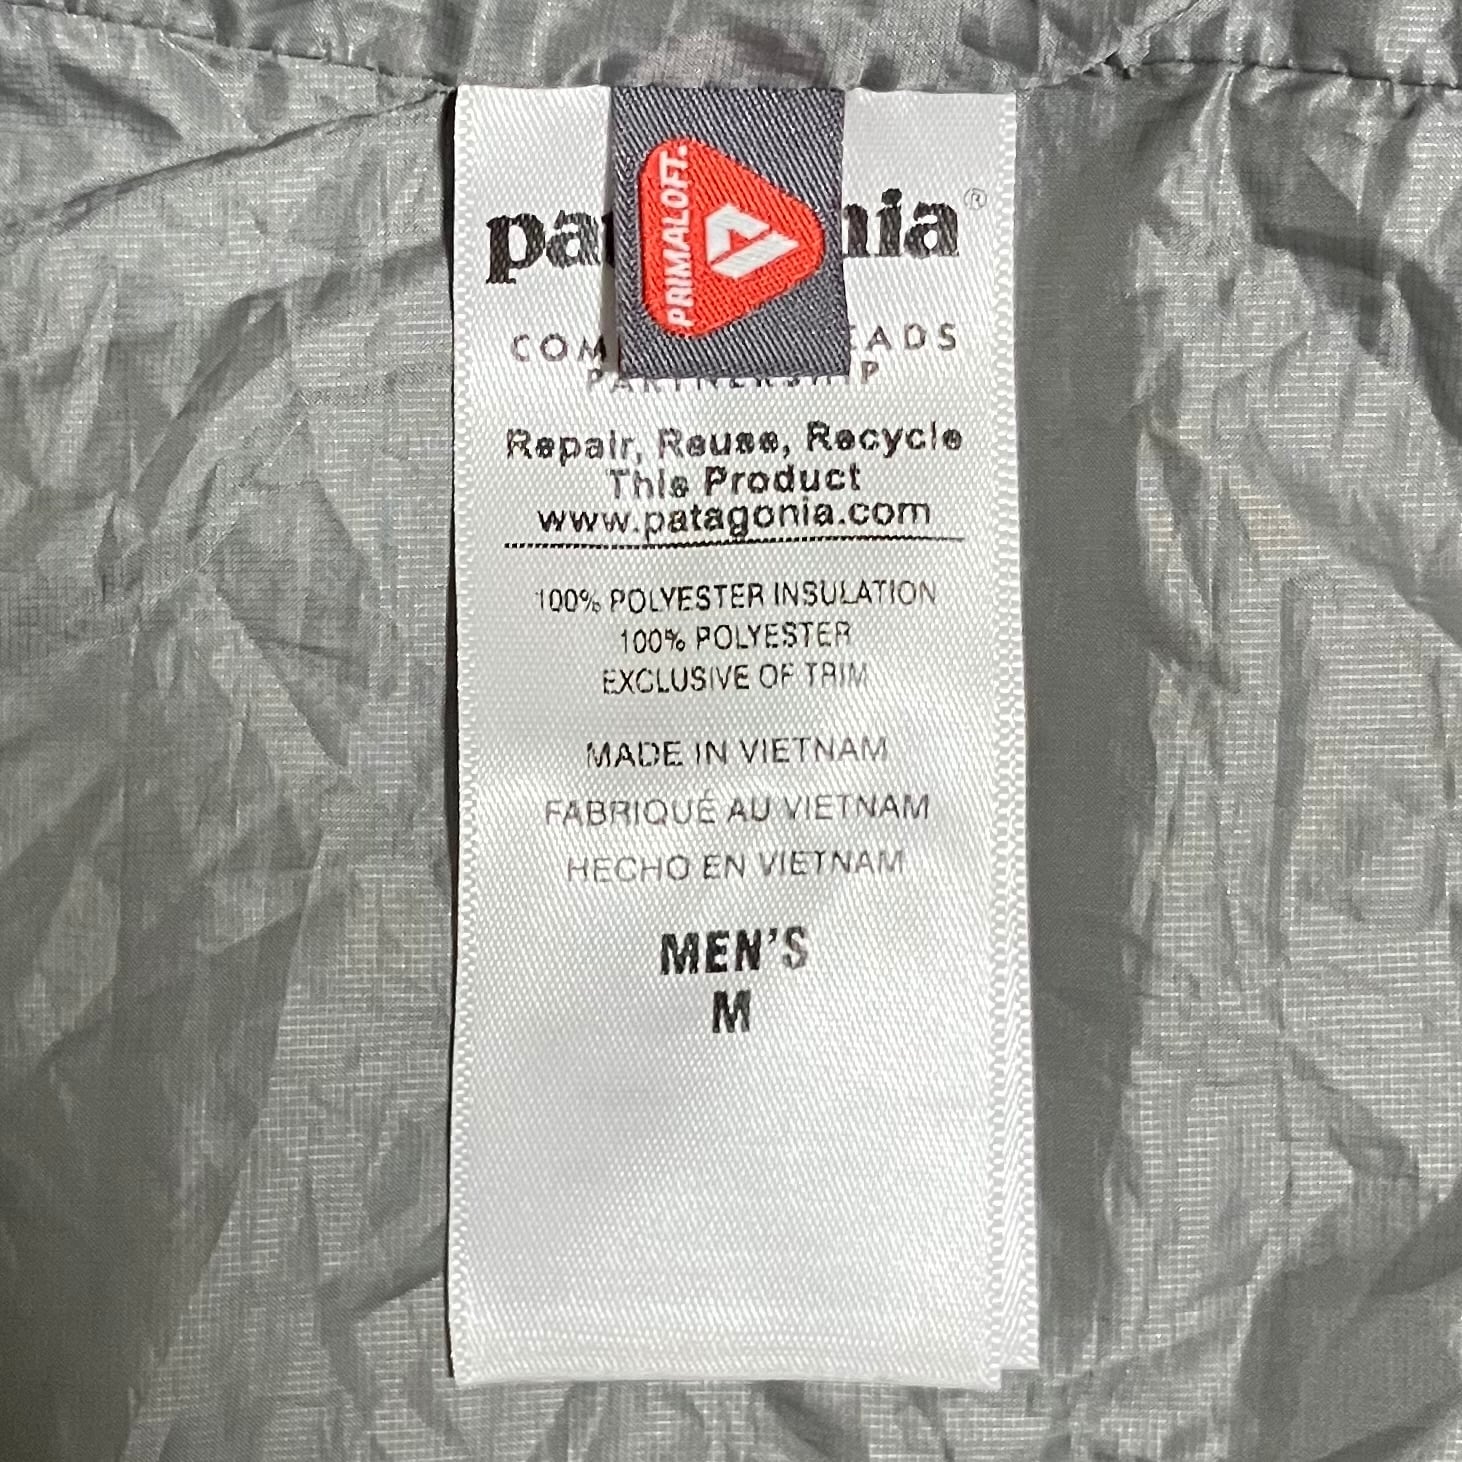 PRIMALOFT.
pa nia®
COM EADS
PARTNERSHIP
Repair, Reuse, Recycle
This Product
www.patagonia.com
100% POLYESTER INSULATION
100% POLYESTER
EXCLUSIVE OF TRIM
MADE IN VIETNAM
FABRIQUÉ AU VIETNAM
HECHO EN VIETNAM
MEN'S
M